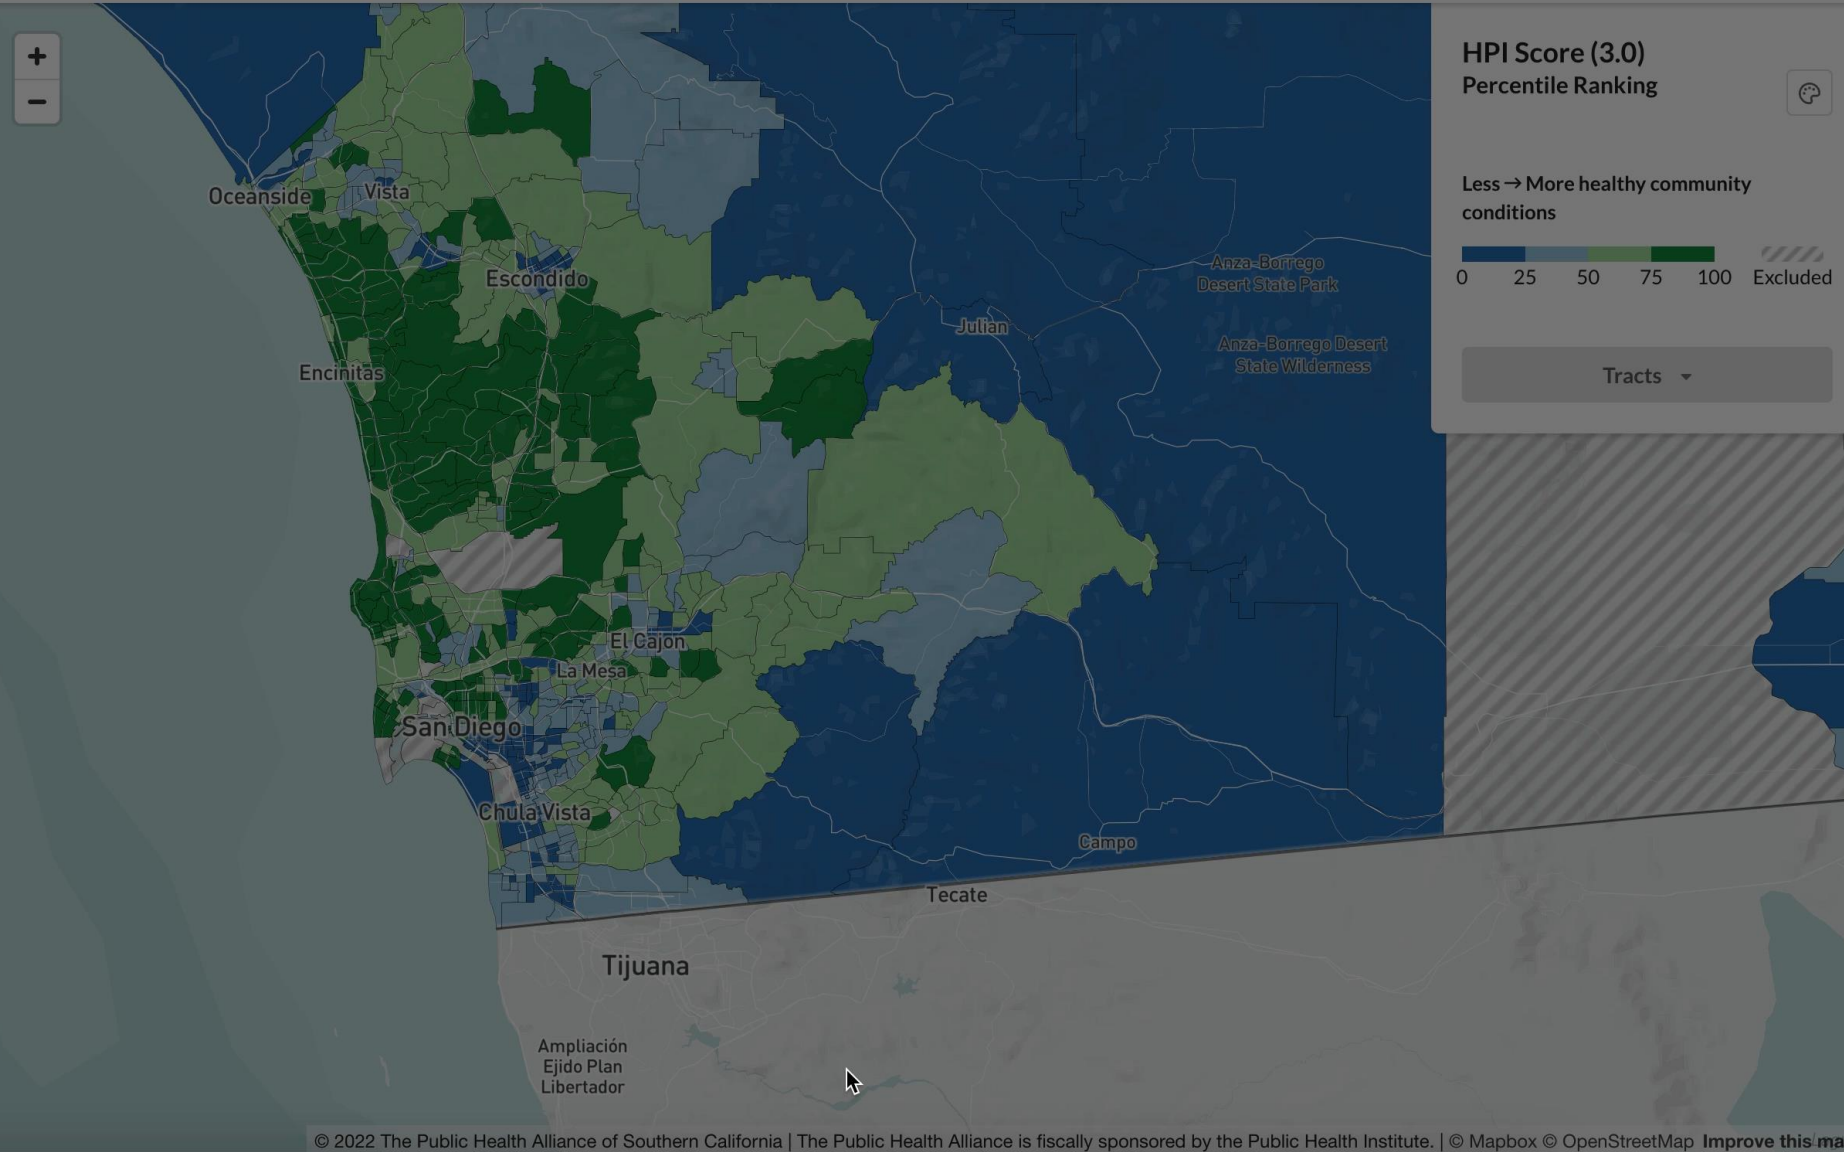 +
−
HPI Score (3.0)
Percentile Ranking
Less → More healthy community
conditions
0 25 50 75 100 Excluded
Tracts
Oceanside
Vista
Escondido
Encinitas
Julian
Anza-Borrego
Desert State Park
Anza-Borrego Desert
State Wilderness
El Cajon
La Mesa
San Diego
Chula Vista
Campo
Tecate
Tijuana
Ampliación
Ejido Plan
Libertador
© 2022 The Public Health Alliance of Southern California | The Public Health Alliance is fiscally sponsored by the Public Health Institute. | © Mapbox © OpenStreetMap Improve this ma